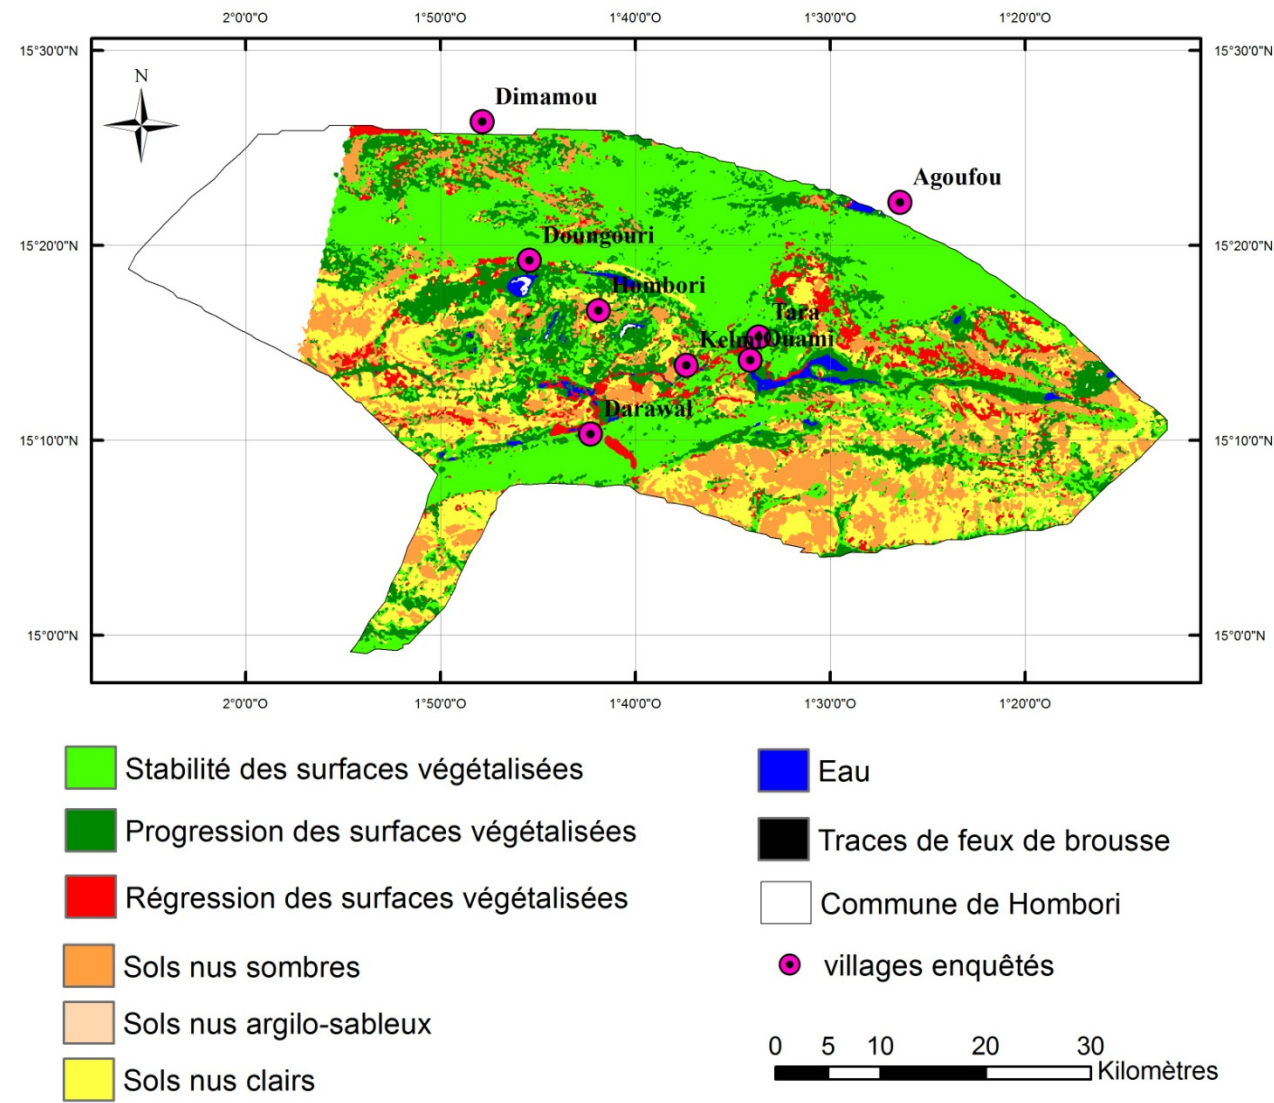 2°0'0"O 1°50'0"O 1°40'0"O 1°30'0"O 1°20'0"O
15°30'0"N 15°30'0"N
N
Dimamou
Agoufou
15°20'0"N 15°20'0"N
Doungouri
Hombori
Tara
Kelmi Ouami
Darawal
15°10'0"N 15°10'0"N
15°0'0"N 15°0'0"N
2°0'0"O 1°50'0"O 1°40'0"O 1°30'0"O 1°20'0"O
Stabilité des surfaces végétalisées
Progression des surfaces végétalisées
Régression des surfaces végétalisées
Sols nus sombres
Sols nus argilo-sableux
Sols nus clairs
Eau
Traces de feux de brousse
Commune de Hombori
villages enquêtés
0 5 10 20 30
Kilomètres